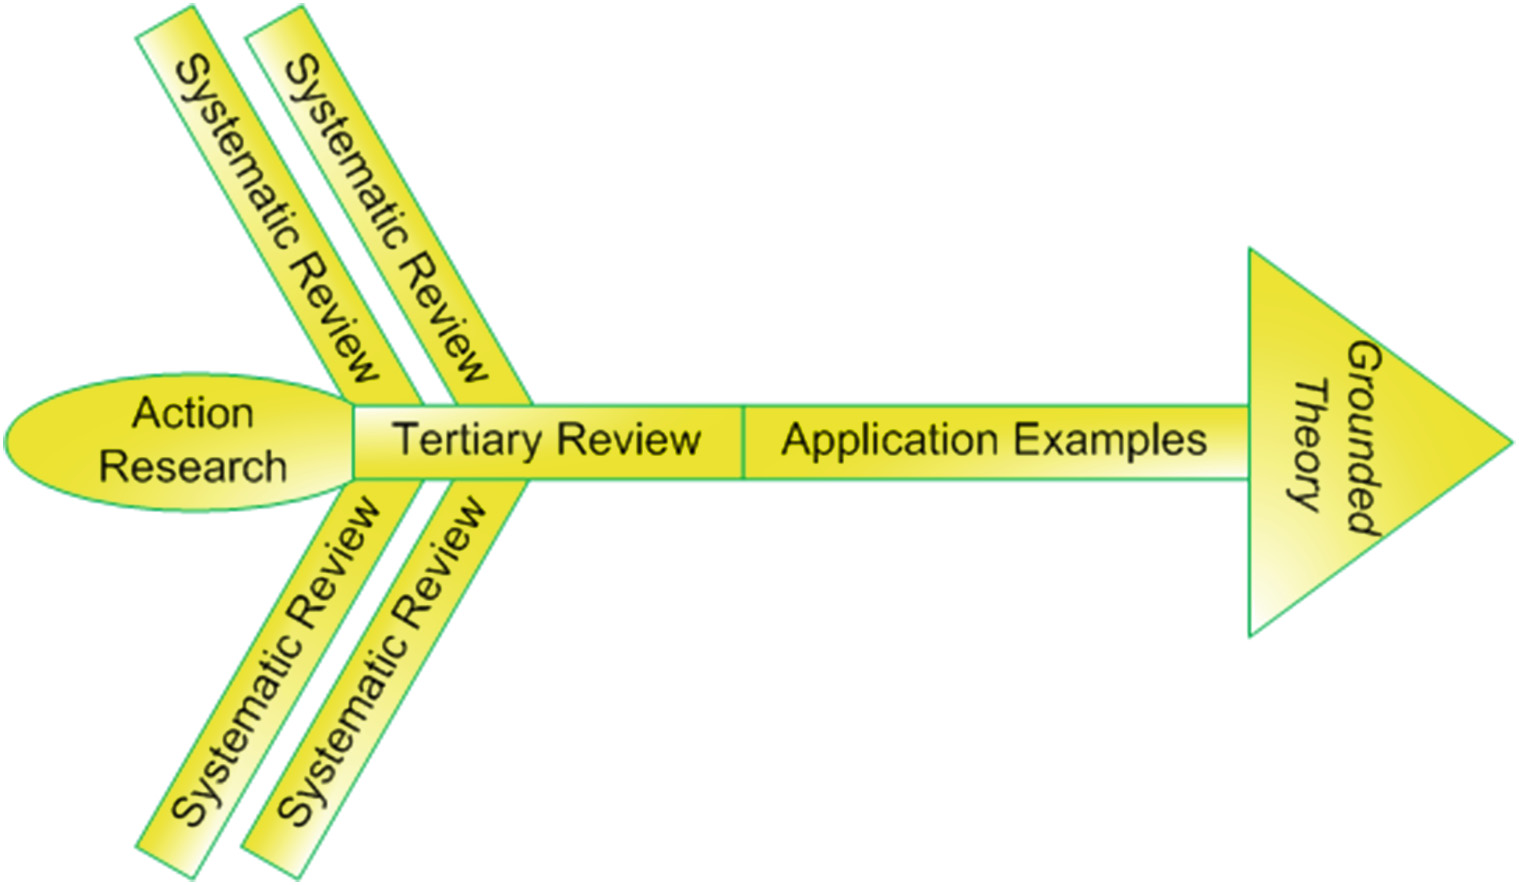 Systematic Review
Systematic Review
Action
Research
Tertiary Review
Application Examples
Grounded
Theory
Systematic Review
Systematic Review